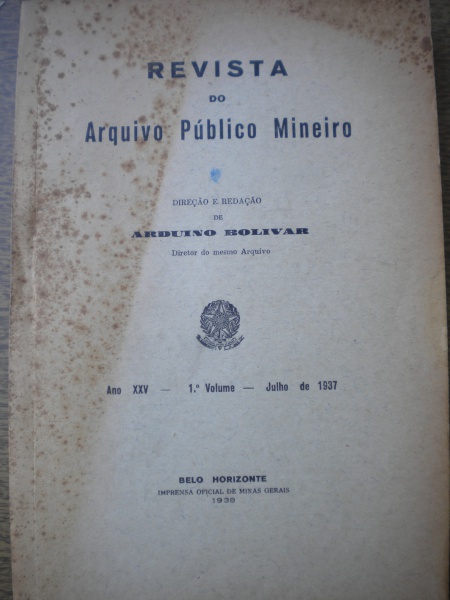 REVISTA
DO
Arquivo Público Mineiro
DIREÇÃO E REDAÇÃO
DE
ARDUINO BOLIVAR
Diretor do mesmo Arquivo
Ano XXV — 1.º Volume — Julho de 1937
BELO HORIZONTE
IMPRENSA OFICIAL DE MINAS GERAIS
1938